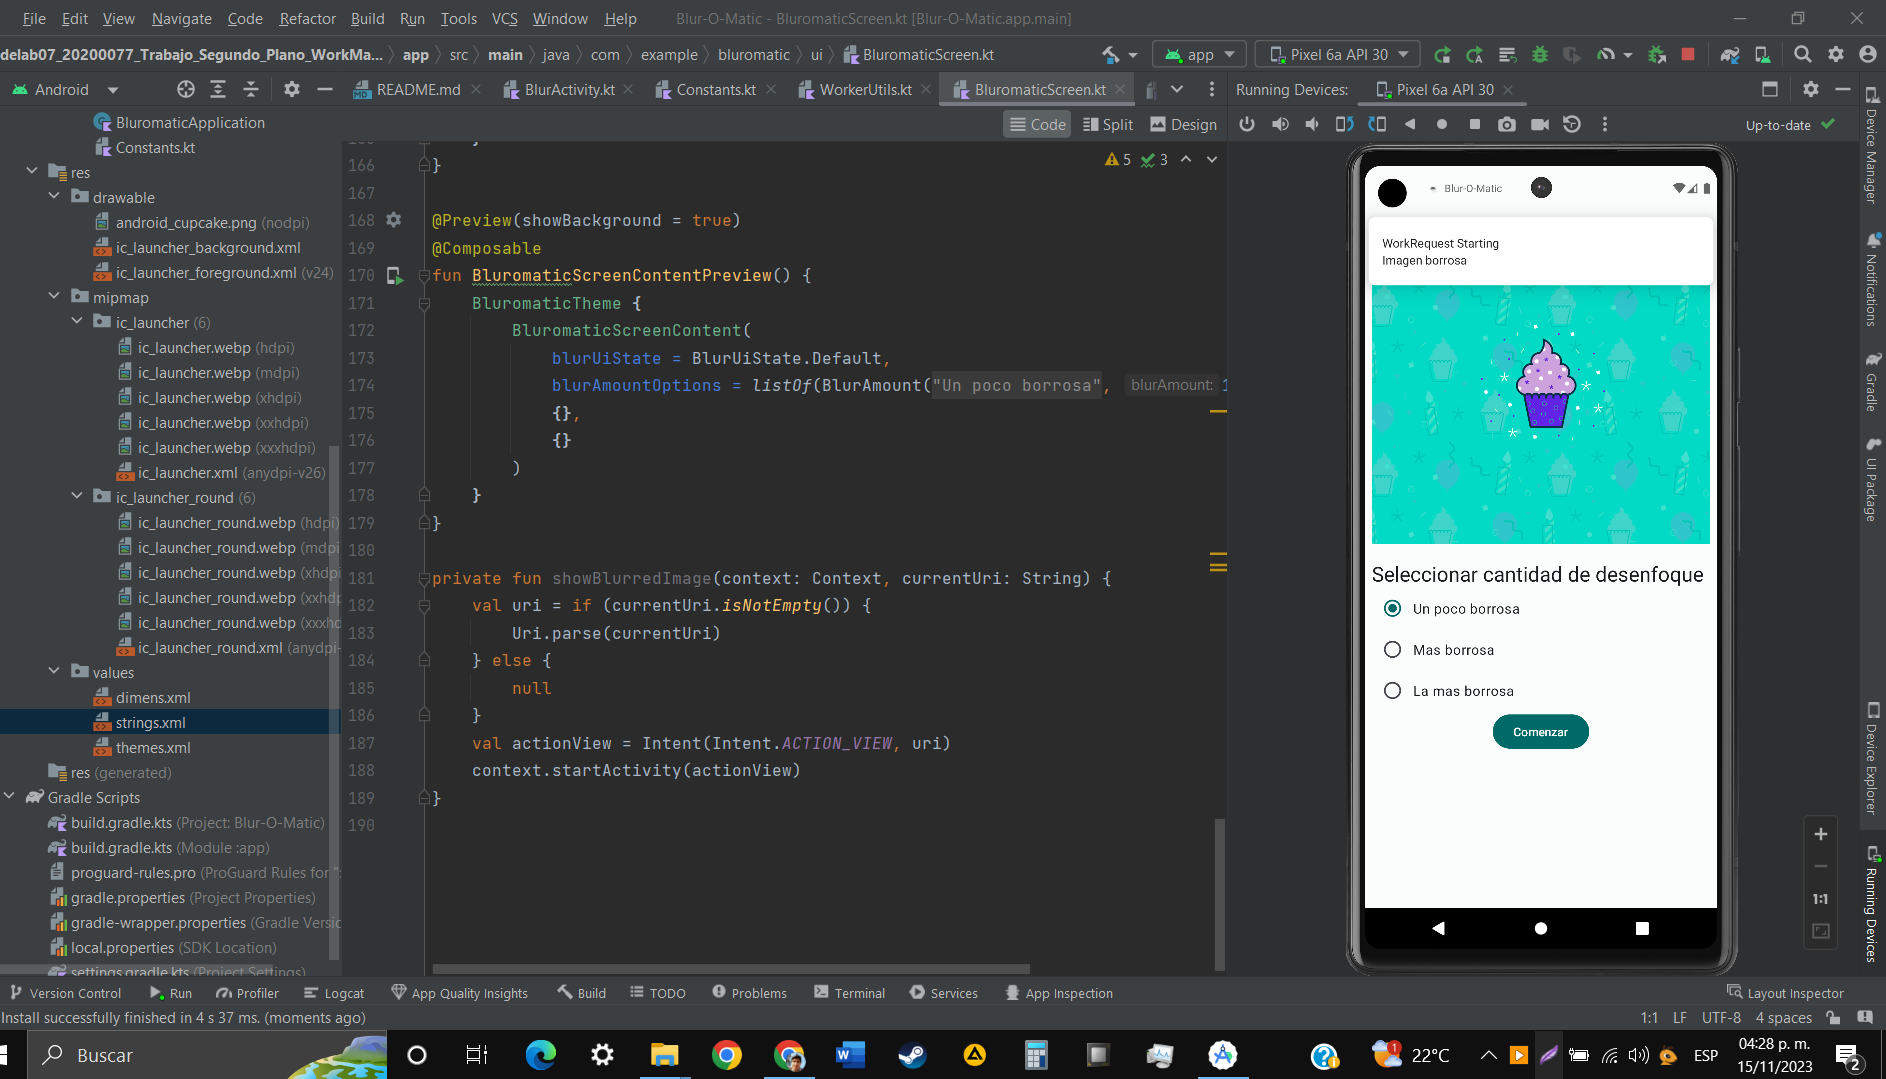 File Edit View Navigate Code Refactor Build Run Tools VCS Window Help Blur-O-Matic - BluromaticScreen.kt [Blur-O-Matic.app.main]
delab07_20200077_Trabajo_Segundo_Plano_WorkMa... app src main java com example bluromatic ui BluromaticScreen.kt app Pixel 6a API 30
Android README.md BlurActivity.kt Constants.kt WorkerUtils.kt BluromaticScreen.kt Running Devices: Pixel 6a API 30
Code Split Design Up-to-date
BluromaticApplication
Constants.kt
res
drawable
android_cupcake.png (nodpi)
ic_launcher_background.xml
ic_launcher_foreground.xml (v24)
mipmap
ic_launcher (6)
ic_launcher.webp (hdpi)
ic_launcher.webp (mdpi)
ic_launcher.webp (xhdpi)
ic_launcher.webp (xxhdpi)
ic_launcher.webp (xxxhdpi)
ic_launcher.xml (anydpi-v26)
ic_launcher_round (6)
ic_launcher_round.webp (hdpi)
ic_launcher_round.webp (mdpi
ic_launcher_round.webp (xhdpi
ic_launcher_round.webp (xxhdp
ic_launcher_round.webp (xxxhd
ic_launcher_round.xml (anydpi-
values
dimens.xml
strings.xml
themes.xml
res (generated)
Gradle Scripts
build.gradle.kts (Project: Blur-O-Matic)
build.gradle.kts (Module :app)
proguard-rules.pro (ProGuard Rules for ":
gradle.properties (Project Properties)
gradle-wrapper.properties (Gradle Versio
local.properties (SDK Location)
settings.gradle.kts (Project Settings)
5 3
166 }
167
168 @Preview(showBackground = true)
169 @Composable
170 fun BluromaticScreenContentPreview() {
171 BluromaticTheme {
172 BluromaticScreenContent(
173 blurUiState = BlurUiState.Default,
174 blurAmountOptions = listOf(BlurAmount("Un poco borrosa", blurAmount: 1
175 {},
176 {}
177 )
178 }
179 }
180
181 private fun showBlurredImage(context: Context, currentUri: String) {
182 val uri = if (currentUri.isNotEmpty()) {
183 Uri.parse(currentUri)
184 } else {
185 null
186 }
187 val actionView = Intent(Intent.ACTION_VIEW, uri)
188 context.startActivity(actionView)
189 }
190
Blur-O-Matic
WorkRequest Starting
Imagen borrosa
Seleccionar cantidad de desenfoque
Un poco borrosa
Mas borrosa
La mas borrosa
Comenzar
1:1
Device Manager
Notifications
Gradle
UI Package
Device Explorer
Running Devices
Version Control Run Profiler Logcat App Quality Insights Build TODO Problems Terminal Services App Inspection Layout Inspector
Install successfully finished in 4 s 37 ms. (moments ago) 1:1 LF UTF-8 4 spaces
Buscar 1 22°C ESP 04:28 p. m.
15/11/2023 2